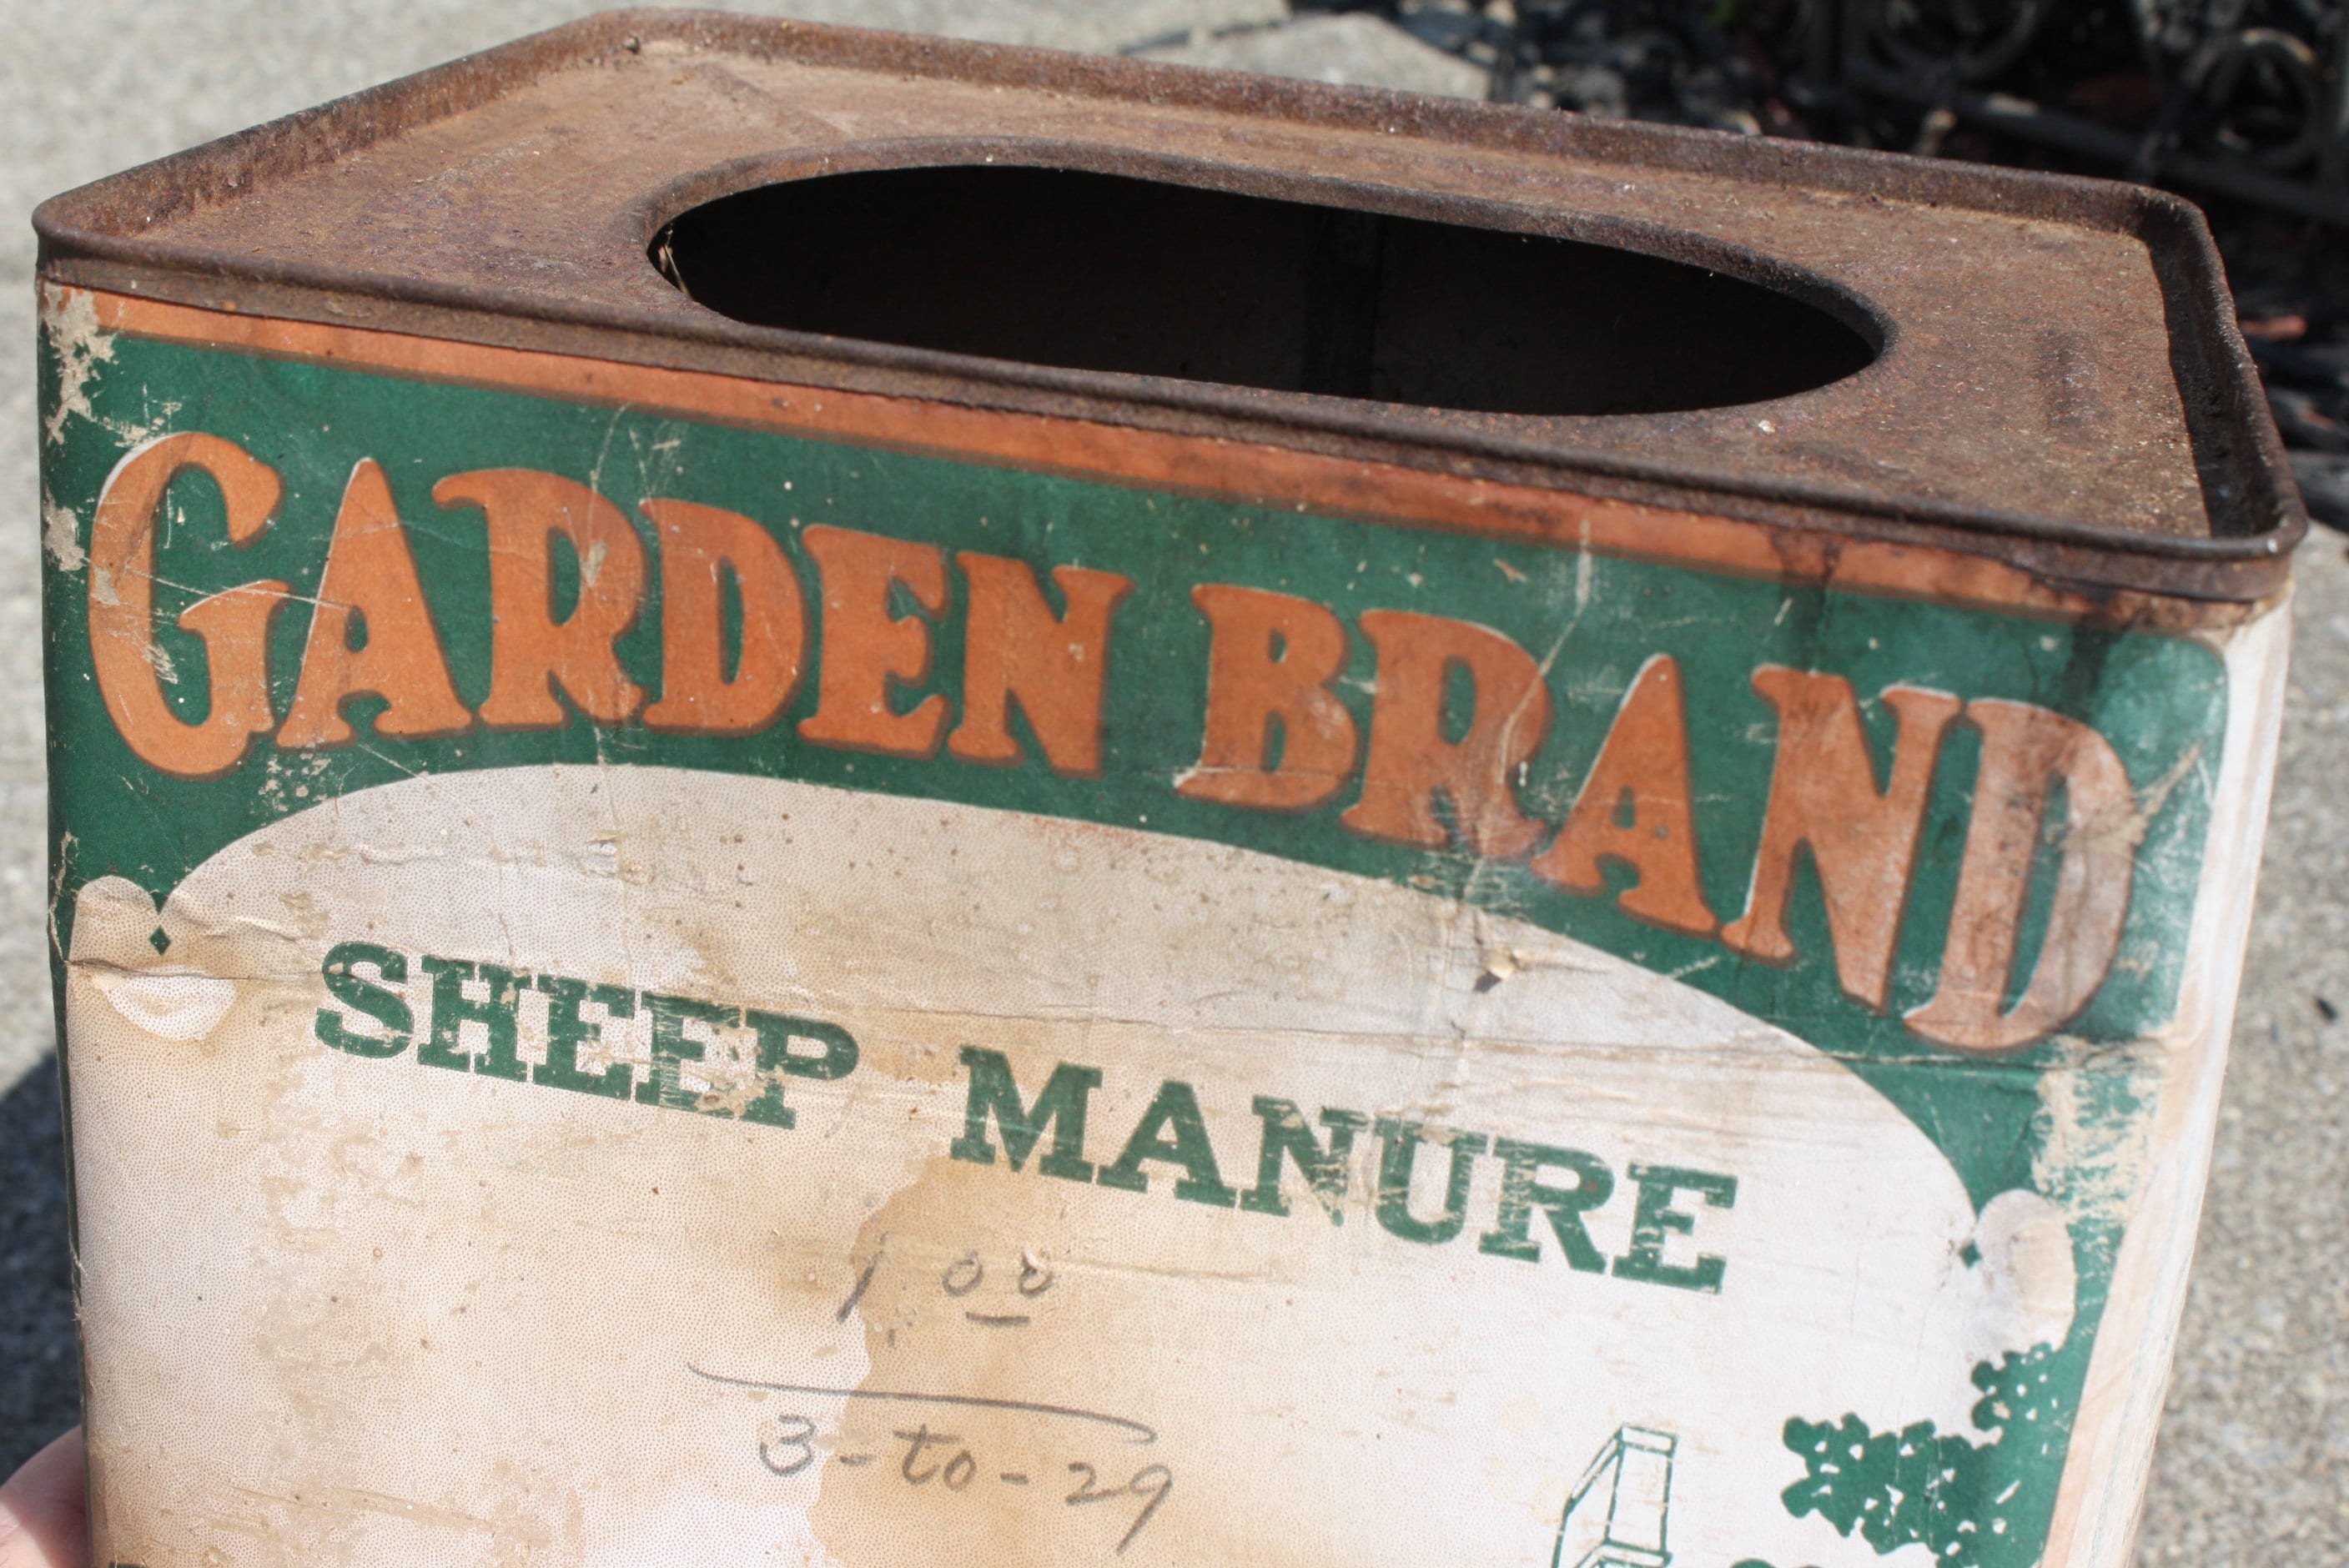 GARDEN BRAND
SHEEP MANURE
1.00
3-to-29